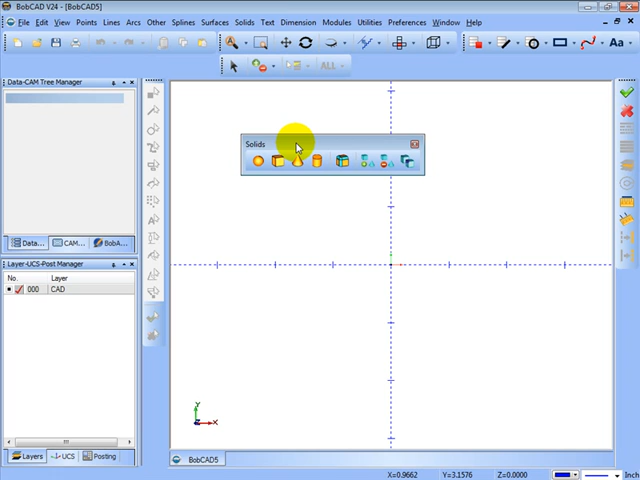 BobCAD V24 - [BobCAD5]
File Edit View Points Lines Arcs Other Splines Surfaces Solids Text Dimension Modules Utilities Preferences Window Help
ALL
Aa
Data-CAM Tree Manager
Solids
Data... CAM... BobA...
Layer-UCS-Post Manager
No. Layer
000 CAD
Y
X
Layers UCS Posting
BobCAD5
X=0.9662 Y=3.1576 Z=0.0000 Inch